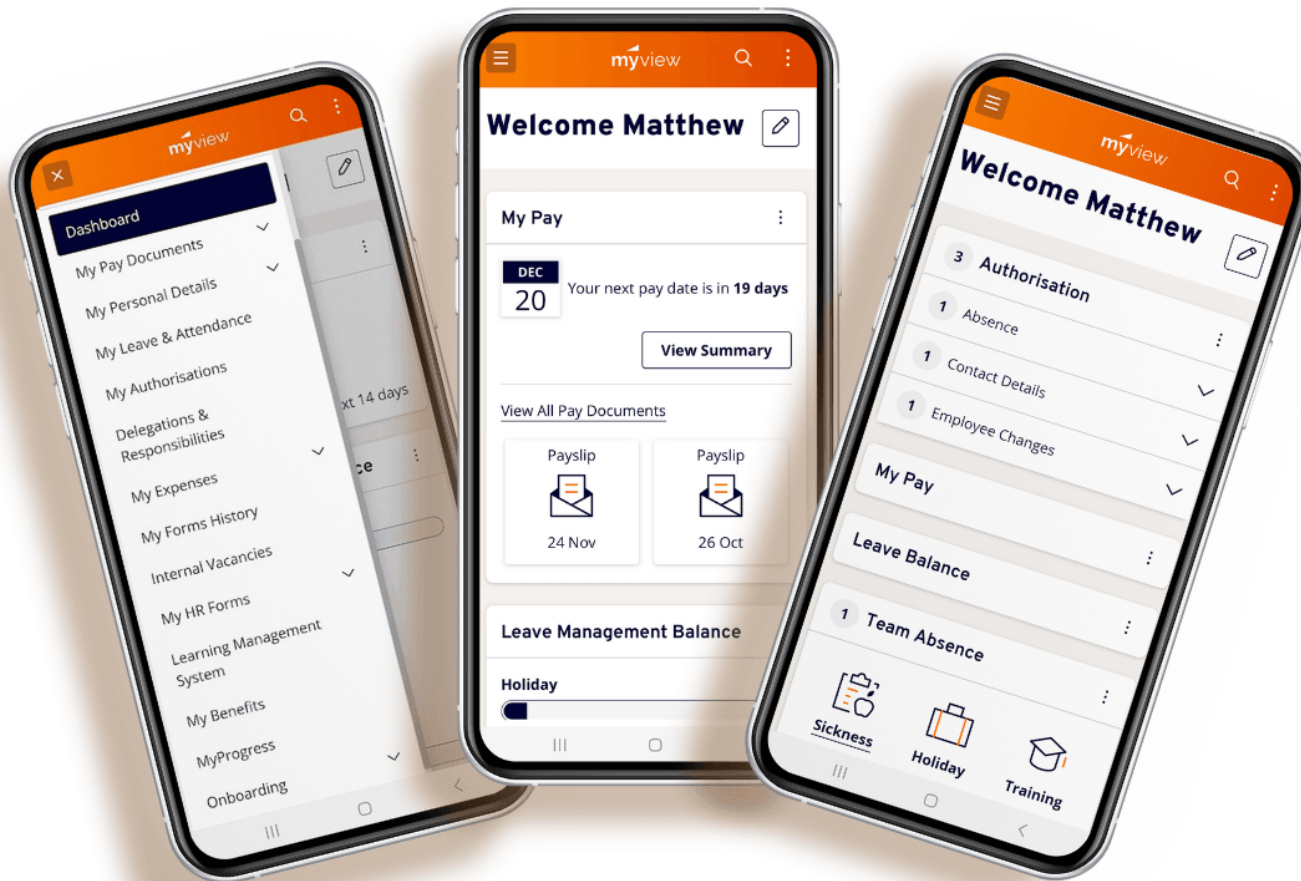 myview
Dashboard
My Pay Documents
My Personal Details
My Leave & Attendance
My Authorisations
Delegations &
Responsibilities
My Expenses
My Forms History
Internal Vacancies
My HR Forms
Learning Management
System
My Benefits
MyProgress
Onboarding
xt 14 days
ce
myview
Welcome Matthew
My Pay
DEC
20
Your next pay date is in 19 days
View Summary
View All Pay Documents
Payslip
24 Nov
Payslip
26 Oct
Leave Management Balance
Holiday
myview
Welcome Matthew
3 Authorisation
1 Absence
1 Contact Details
1 Employee Changes
My Pay
Leave Balance
1 Team Absence
Sickness
Holiday
Training